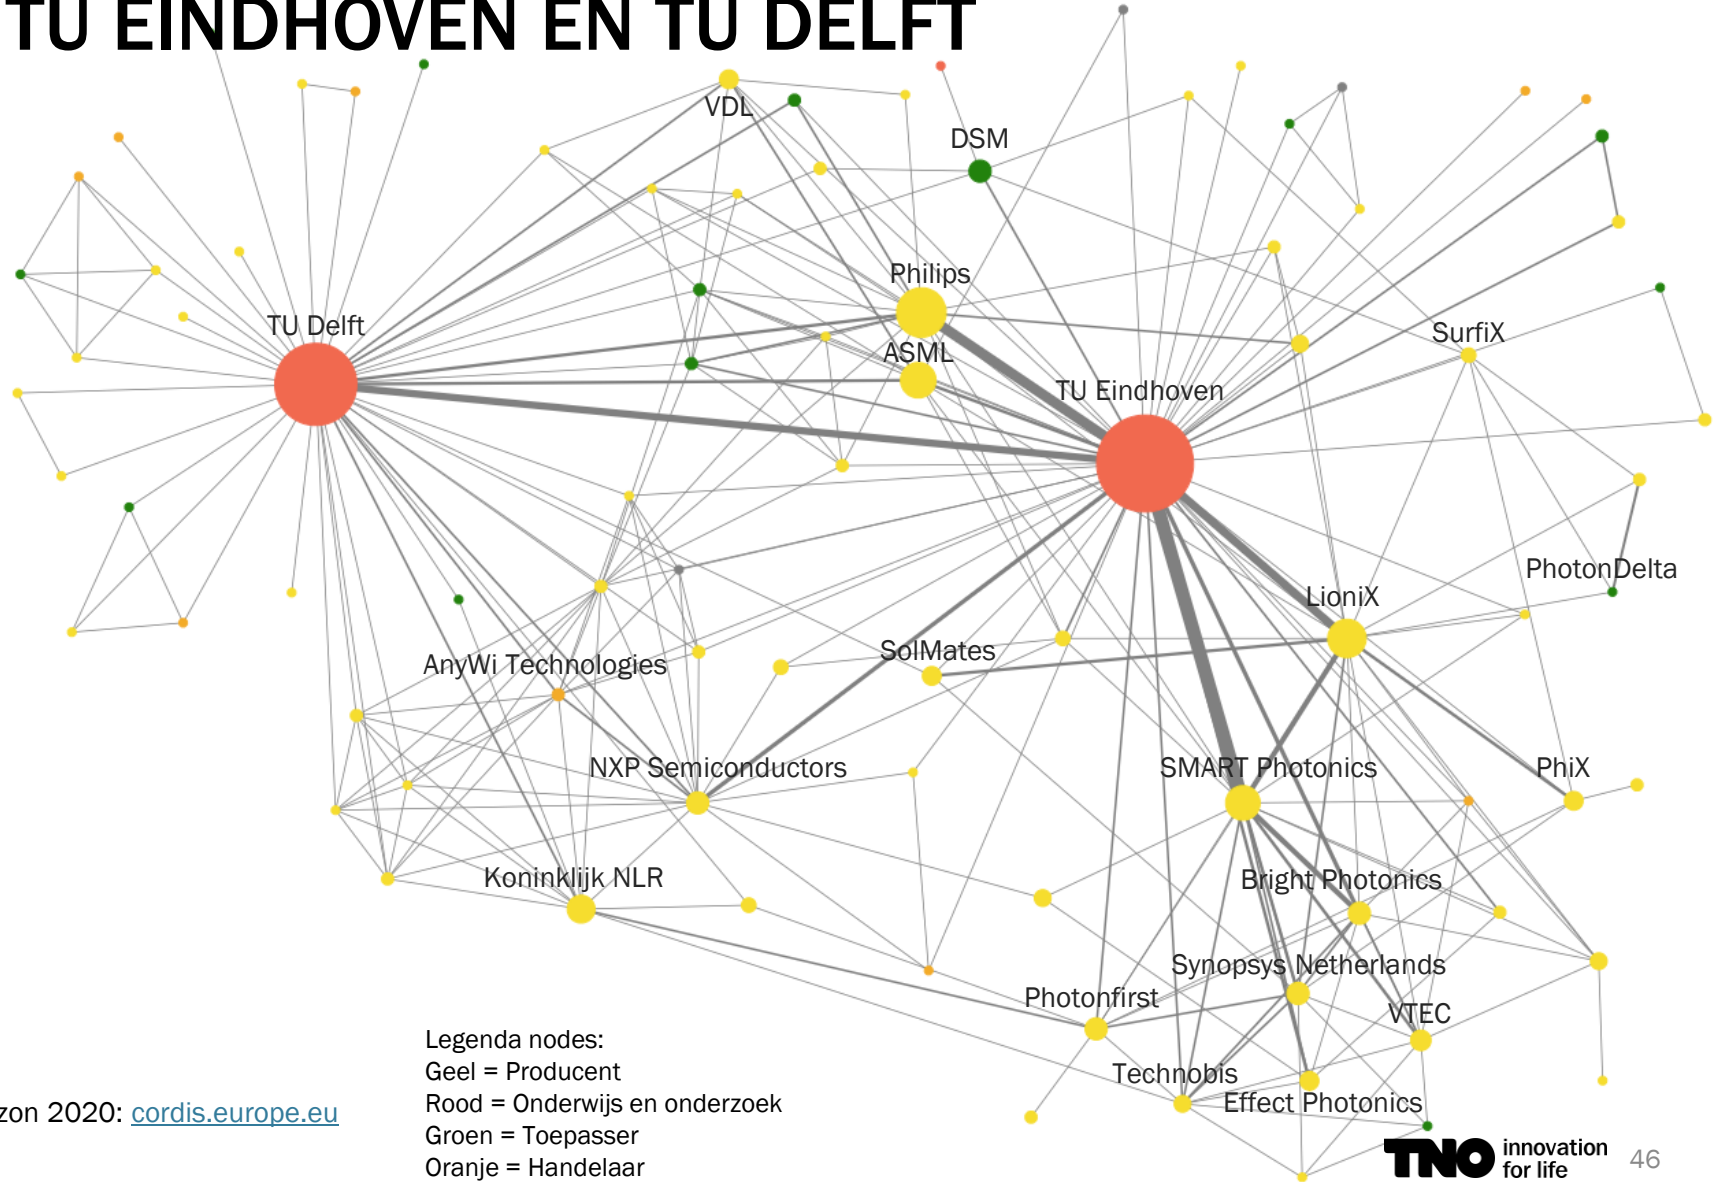 TU EINDHOVEN EN TU DELFT
VDL
DSM
Philips
TU Delft
SurfiX
ASML
TU Eindhoven
PhotonDelta
LioniX
SolMates
AnyWi Technologies
NXP Semiconductors
SMART Photonics
PhiX
Koninklijk NLR
Bright Photonics
Synopsys Netherlands
Photonfirst
VTEC
Technobis
Effect Photonics
Legenda nodes:
Geel = Producent
Rood = Onderwijs en onderzoek
Groen = Toepasser
Oranje = Handelaar
zon 2020: cordis.europe.eu
TNO innovation
for life
46